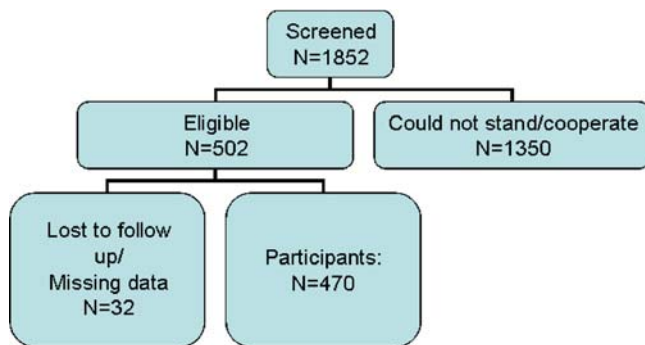 Screened
N=1852
Eligible
N=502
Could not stand/cooperate
N=1350
Lost to follow
up/
Missing data
N=32
Participants:
N=470